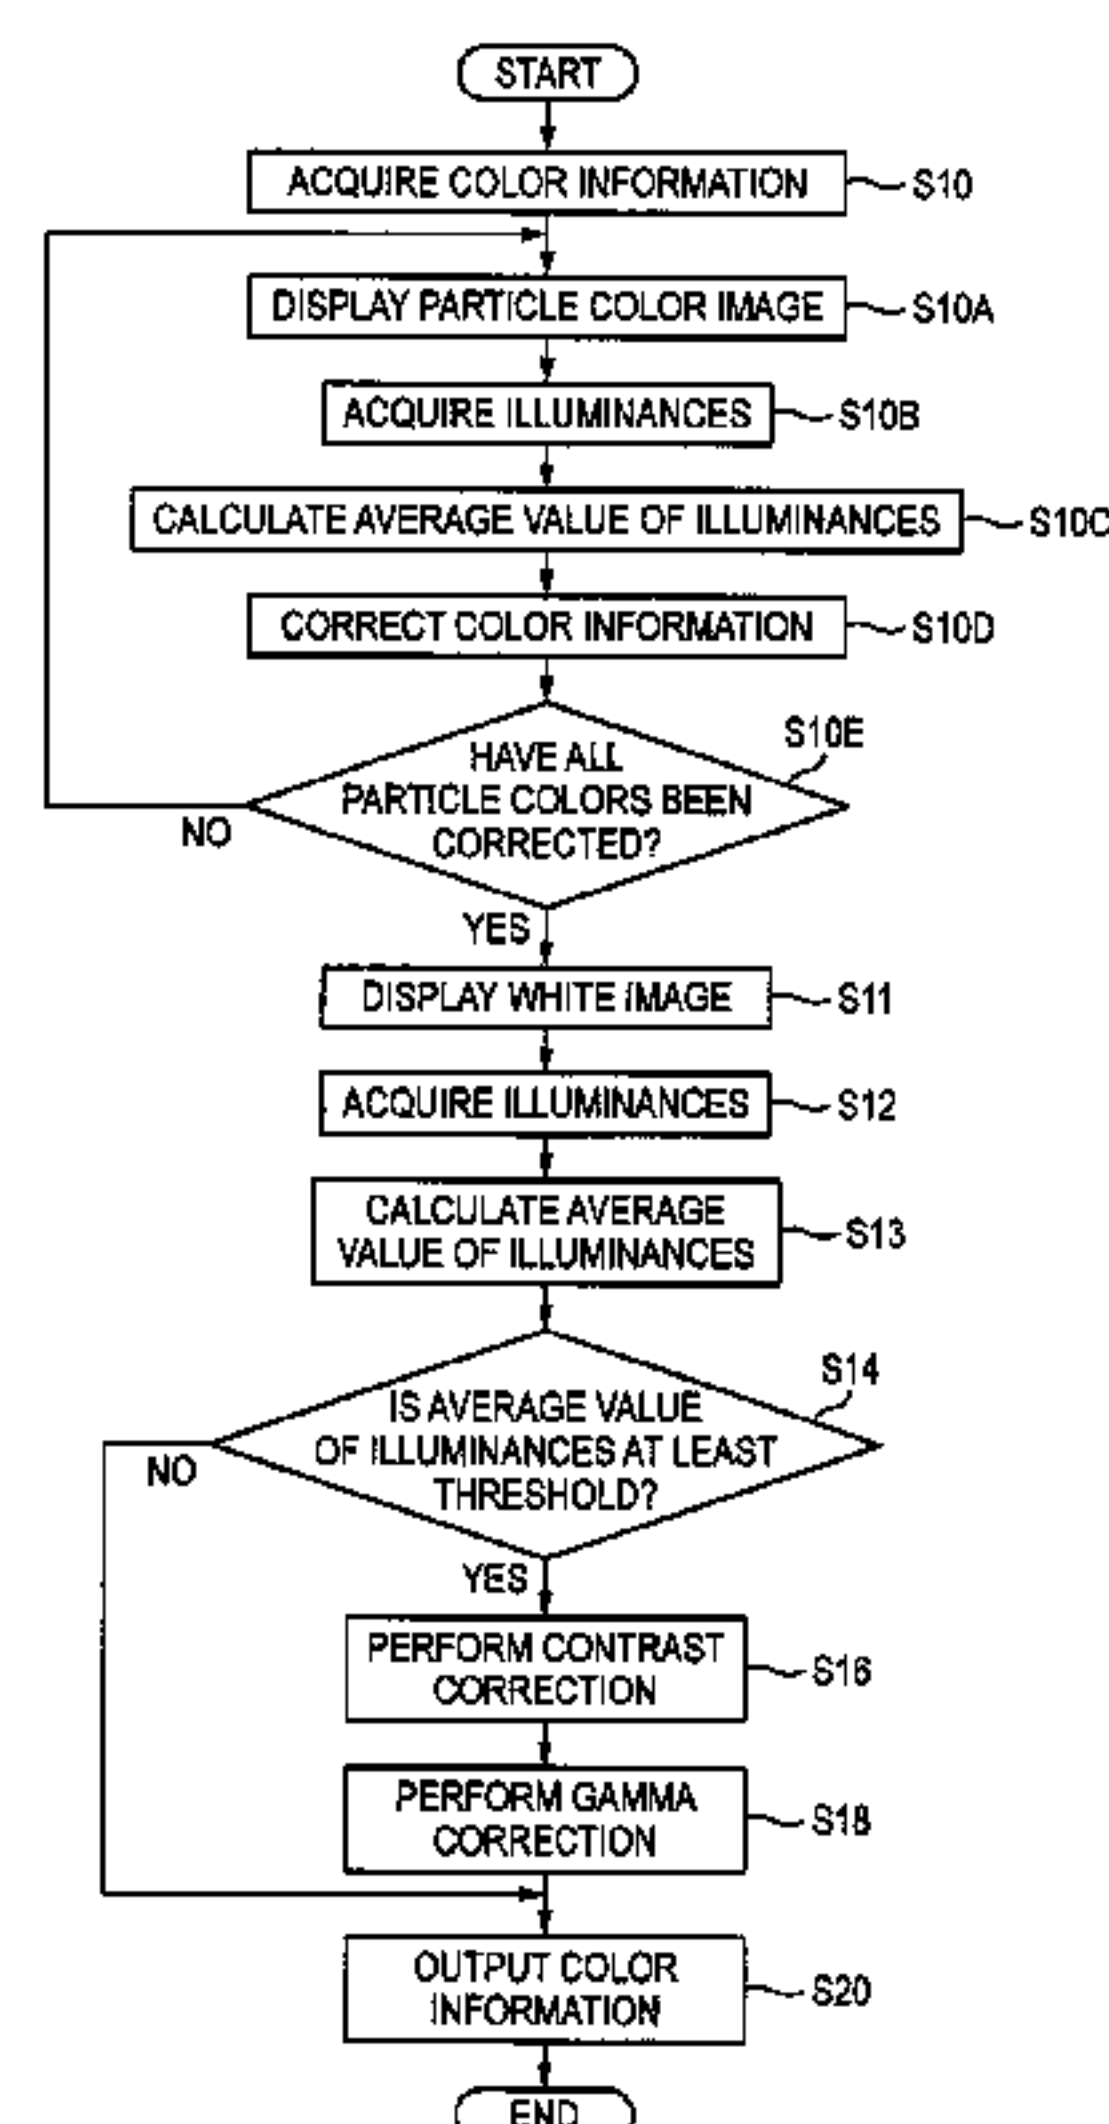 START
ACQUIRE COLOR INFORMATION
S10
DISPLAY PARTICLE COLOR IMAGE
S10A
ACQUIRE ILLUMINANCES
S10B
CALCULATE AVERAGE VALUE OF ILLUMINANCES
S10C
CORRECT COLOR INFORMATION
S10D
S10E
HAVE ALL
PARTICLE COLORS BEEN
CORRECTED?
NO
YES
DISPLAY WHITE IMAGE
S11
ACQUIRE ILLUMINANCES
S12
CALCULATE AVERAGE
VALUE OF ILLUMINANCES
S13
S14
IS AVERAGE VALUE
OF ILLUMINANCES AT LEAST
THRESHOLD?
NO
YES
PERFORM CONTRAST
CORRECTION
S16
PERFORM GAMMA
CORRECTION
S18
OUTPUT COLOR
INFORMATION
S20
END